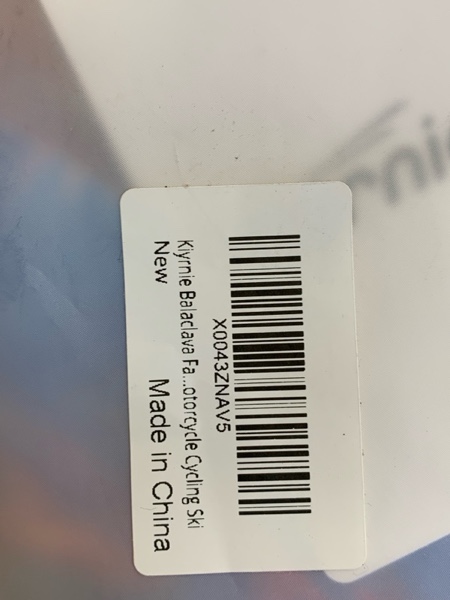 X0043ZNAV5
Kiyrnie Balaclava Fa...otorcycle Cycling Ski
New
Made in China